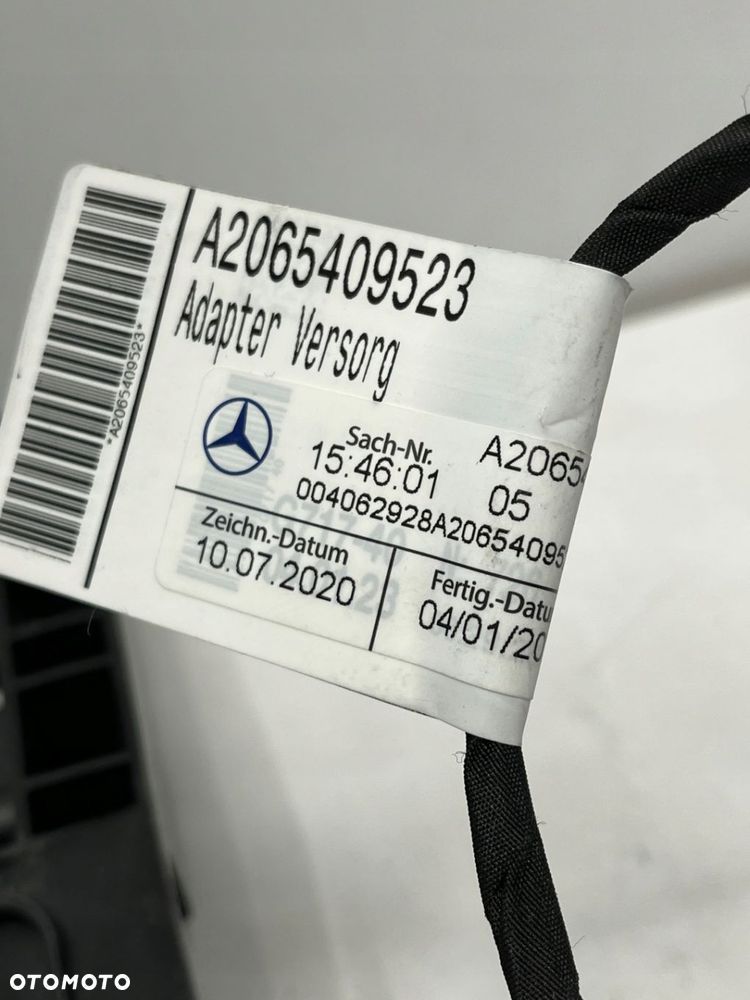 A2065409523
Adapter Versorg
*A2065409523*
Sach-Nr. A2065
15:46:01 05
004062928A20654095
Zeichn.-Datum
10.07.2020
Fertig.-Datu
04/01/20
OTOMOTO